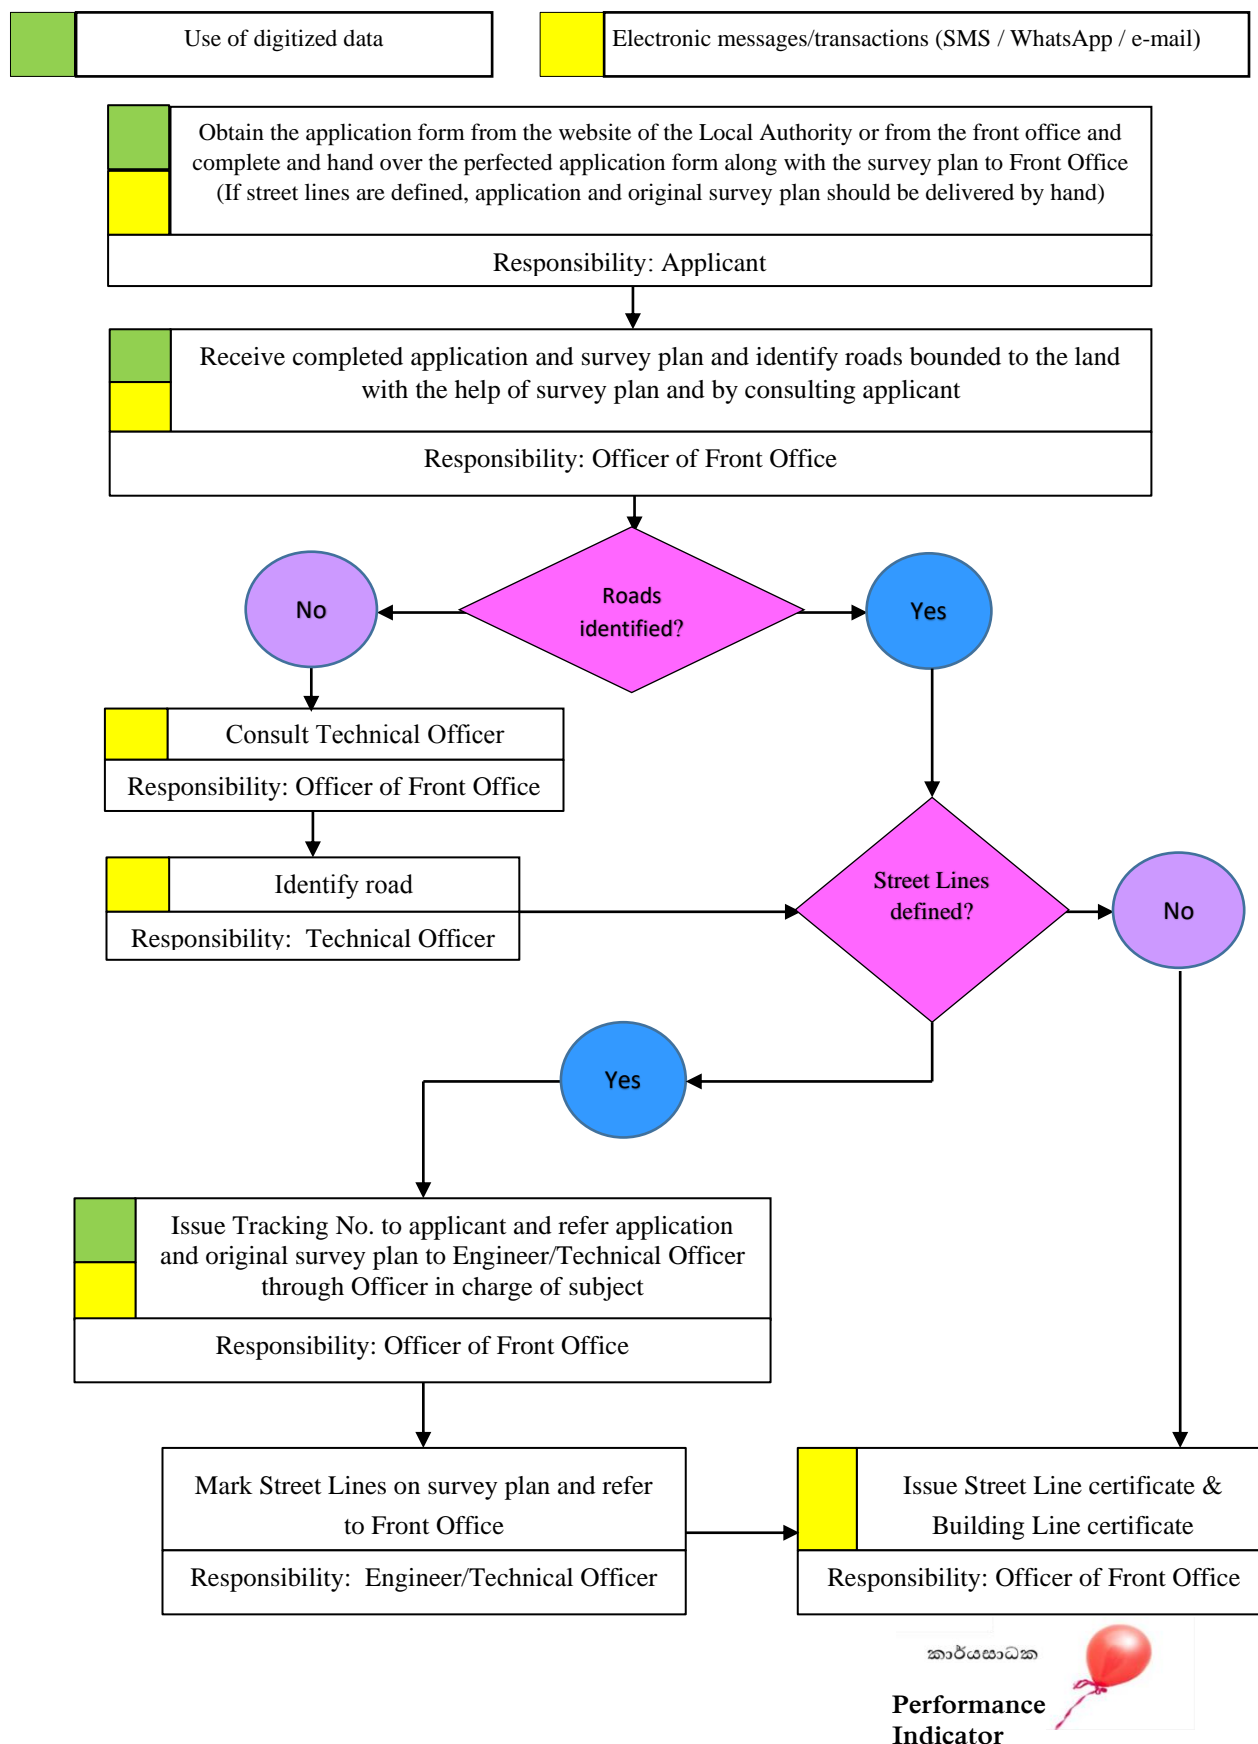 Use of digitized data
Electronic messages/transactions (SMS / WhatsApp / e-mail)
Obtain the application form from the website of the Local Authority or from the front office and
complete and hand over the perfected application form along with the survey plan to Front Office
(If street lines are defined, application and original survey plan should be delivered by hand)
Responsibility: Applicant
Receive completed application and survey plan and identify roads bounded to the land
with the help of survey plan and by consulting applicant
Responsibility: Officer of Front Office
Roads
identified?
No
Yes
Consult Technical Officer
Responsibility: Officer of Front Office
Identify road
Responsibility: Technical Officer
Street Lines
defined?
No
Yes
Issue Tracking No. to applicant and refer application
and original survey plan to Engineer/Technical Officer
through Officer in charge of subject
Responsibility: Officer of Front Office
Mark Street Lines on survey plan and refer
to Front Office
Responsibility: Engineer/Technical Officer
Issue Street Line certificate &
Building Line certificate
Responsibility: Officer of Front Office
කාර්යසාධක
Performance
Indicator